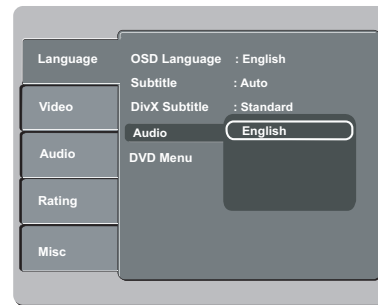 Language
Video
Audio
Rating
Misc
OSD Language : English
Subtitle : Auto
DivX Subtitle : Standard
Audio English
DVD Menu